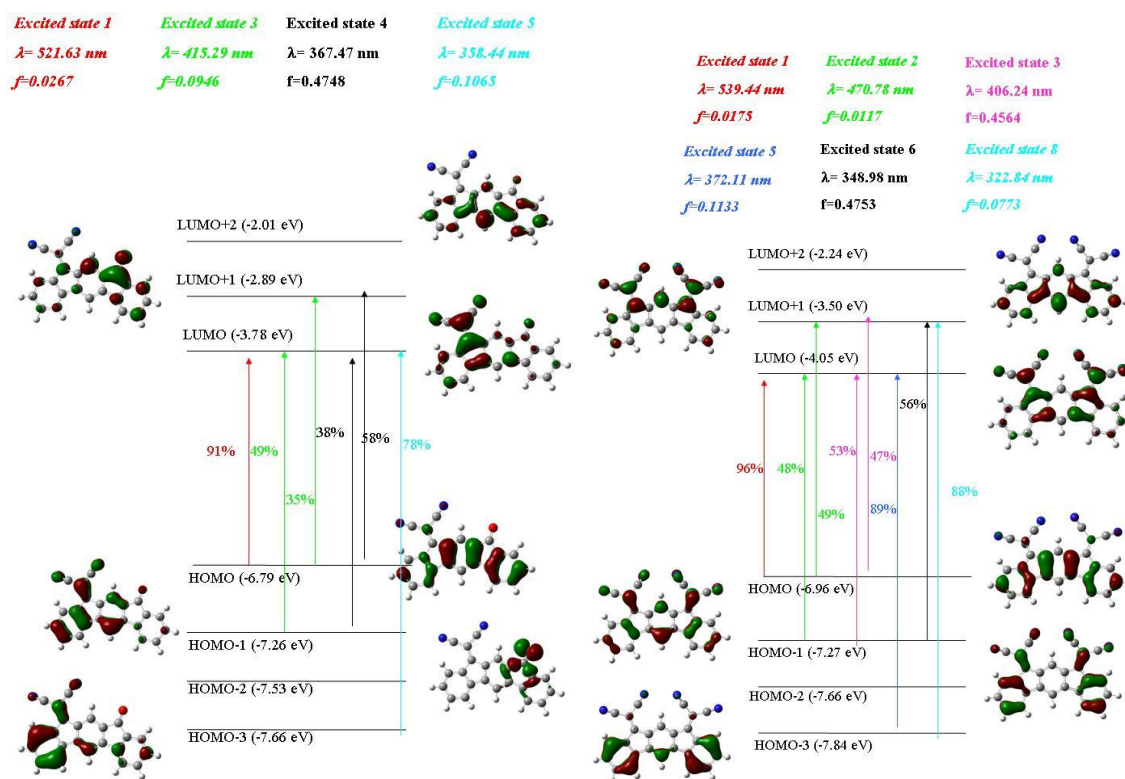 Excited state 1
λ= 521.63 nm
f=0.0267
Excited state 3
λ= 415.29 nm
f=0.0946
Excited state 4
λ= 367.47 nm
f=0.4748
Excited state 5
λ= 358.44 nm
f=0.1065
LUMO+2 (-2.01 eV)
LUMO+1 (-2.89 eV)
LUMO (-3.78 eV)
91%
49%
35%
38%
58%
78%
HOMO (-6.79 eV)
HOMO-1 (-7.26 eV)
HOMO-2 (-7.53 eV)
HOMO-3 (-7.66 eV)
Excited state 1
λ= 539.44 nm
f=0.0175
Excited state 2
λ= 470.78 nm
f=0.0117
Excited state 3
λ= 406.24 nm
f=0.4564
Excited state 5
λ= 372.11 nm
f=0.1133
Excited state 6
λ= 348.98 nm
f=0.4753
Excited state 8
λ= 322.84 nm
f=0.0773
LUMO+2 (-2.24 eV)
LUMO+1 (-3.50 eV)
LUMO (-4.05 eV)
96%
48%
49%
53%
47%
89%
56%
88%
HOMO (-6.96 eV)
HOMO-1 (-7.27 eV)
HOMO-2 (-7.66 eV)
HOMO-3 (-7.84 eV)